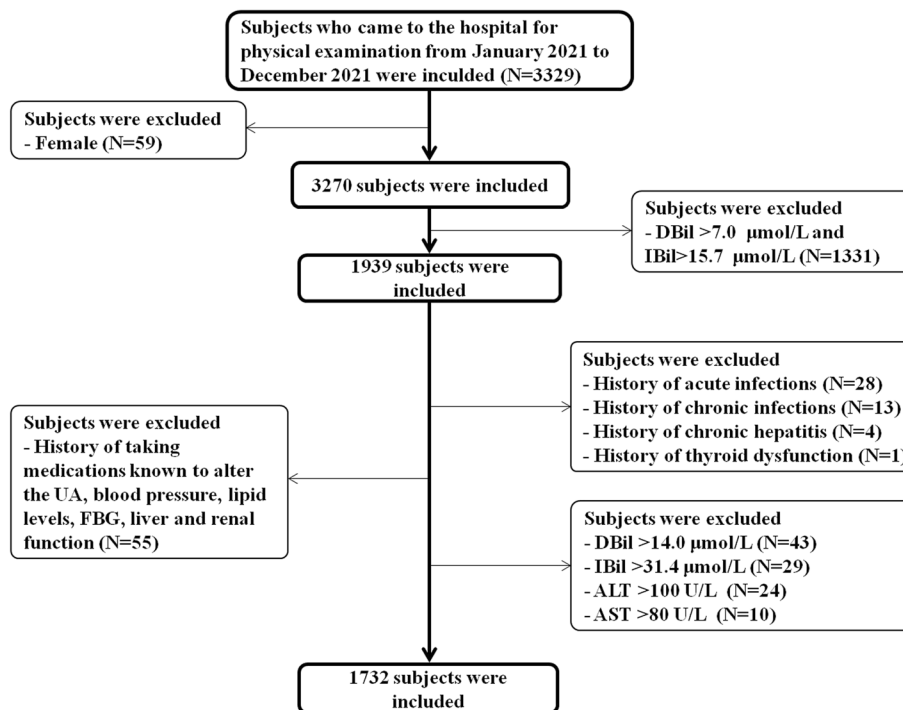 Subjects who came to the hospital for
physical examination from January 2021 to
December 2021 were inculded (N=3329)
Subjects were excluded
- Female (N=59)
3270 subjects were included
Subjects were excluded
- DBil >7.0 μmol/L and
IBil>15.7 μmol/L (N=1331)
1939 subjects were
included
Subjects were excluded
- History of acute infections (N=28)
- History of chronic infections (N=13)
- History of chronic hepatitis (N=4)
- History of thyroid dysfunction (N=1)
Subjects were excluded
- History of taking
medications known to alter
the UA, blood pressure, lipid
levels, FBG, liver and renal
function (N=55)
Subjects were excluded
- DBil >14.0 μmol/L (N=43)
- IBil >31.4 μmol/L (N=29)
- ALT >100 U/L (N=24)
- AST >80 U/L (N=10)
1732 subjects were
included